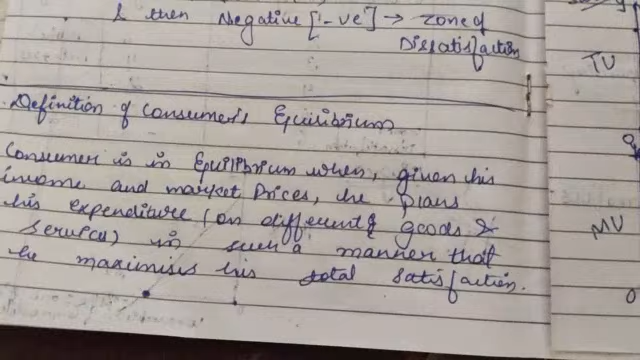 & then Negative [-ve] → zone of
Dissatisfaction
Definition of Consumer's Equilibrium
Consumer is in Equilibrium when, given his
income and market Prices, he plans
his expenditure (on different goods &
services) in such a manner that
he maximises his total satisfaction.
TU
MU
0